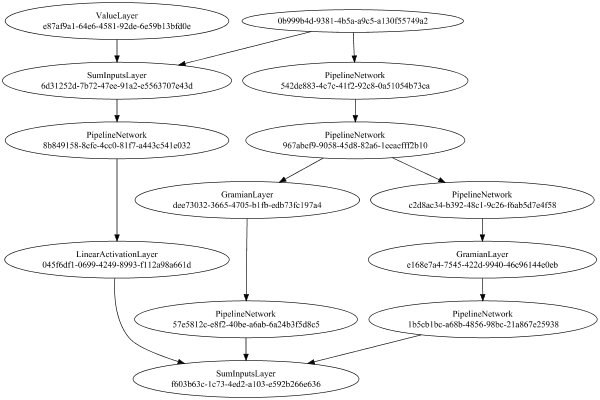 ValueLayer
e87af9a1-64e6-4581-92de-6e59b13bfd0e
0b999b4d-9381-4b5a-a9c5-a130f55749a2
SumInputsLayer
6d31252d-7b72-47ee-91a2-e5563707e43d
PipelineNetwork
542de883-4c7c-41f2-92c8-0a51054b73ca
PipelineNetwork
8b849158-8efe-4cc0-81f7-a443c541e032
PipelineNetwork
967abef9-9058-45d8-82a6-1eeacfff2b10
GramianLayer
dee73032-3665-4705-b1fb-edb73fc197a4
PipelineNetwork
c2d8ac34-b392-48c1-9c26-f6ab5d7e4f58
LinearActivationLayer
045f6df1-0699-4249-8993-f112a98a661d
GramianLayer
e168e7a4-7545-422d-9940-46c96144e0eb
PipelineNetwork
57e5812c-e8f2-40be-a6ab-6a24b3f5d8c5
PipelineNetwork
1b5cb1bc-a68b-4856-98bc-21a867e25938
SumInputsLayer
f603b63c-1c73-4ed2-a103-e592b266e636